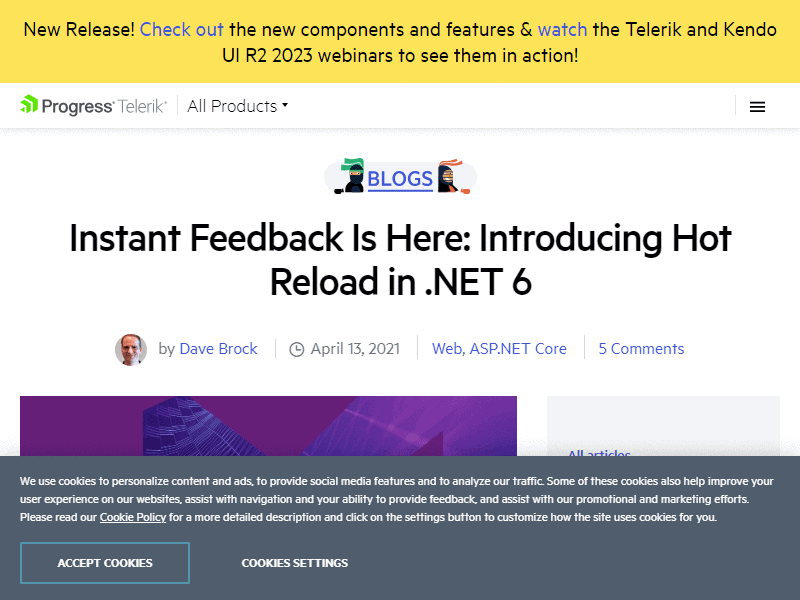 New Release! Check out the new components and features & watch the Telerik and Kendo
UI R2 2023 webinars to see them in action!
Progress Telerik All Products
BLOGS
Instant Feedback Is Here: Introducing Hot
Reload in .NET 6
by Dave Brock April 13, 2021 Web, ASP.NET Core 5 Comments
All articles
We use cookies to personalize content and ads, to provide social media features and to analyze our traffic. Some of these cookies also help improve your
user experience on our websites, assist with navigation and your ability to provide feedback, and assist with our promotional and marketing efforts.
Please read our Cookie Policy for a more detailed description and click on the settings button to customize how the site uses cookies for you.
ACCEPT COOKIES COOKIES SETTINGS